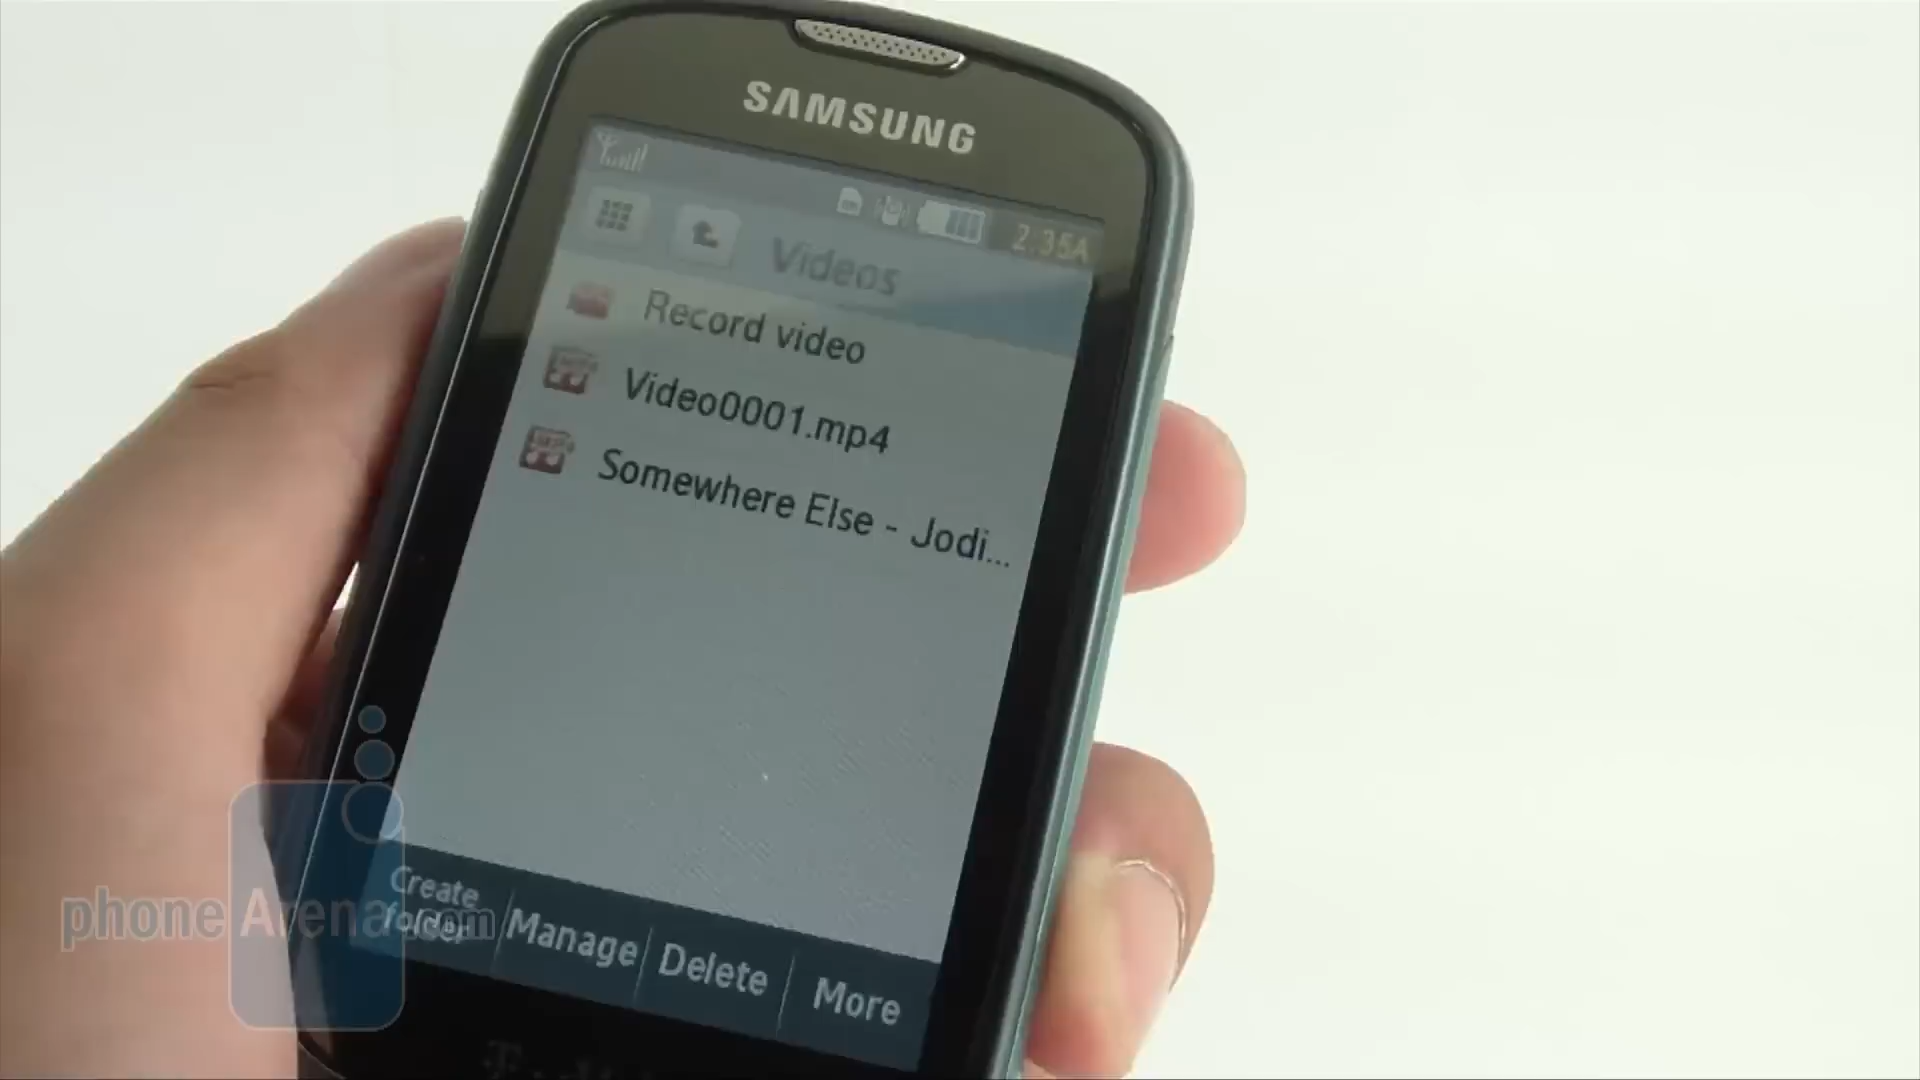 SAMSUNG
2:35A
Videos
Record video
Video0001.mp4
Somewhere Else - Jodi...
Create
folder
Manage
Delete
More
phoneArena.com